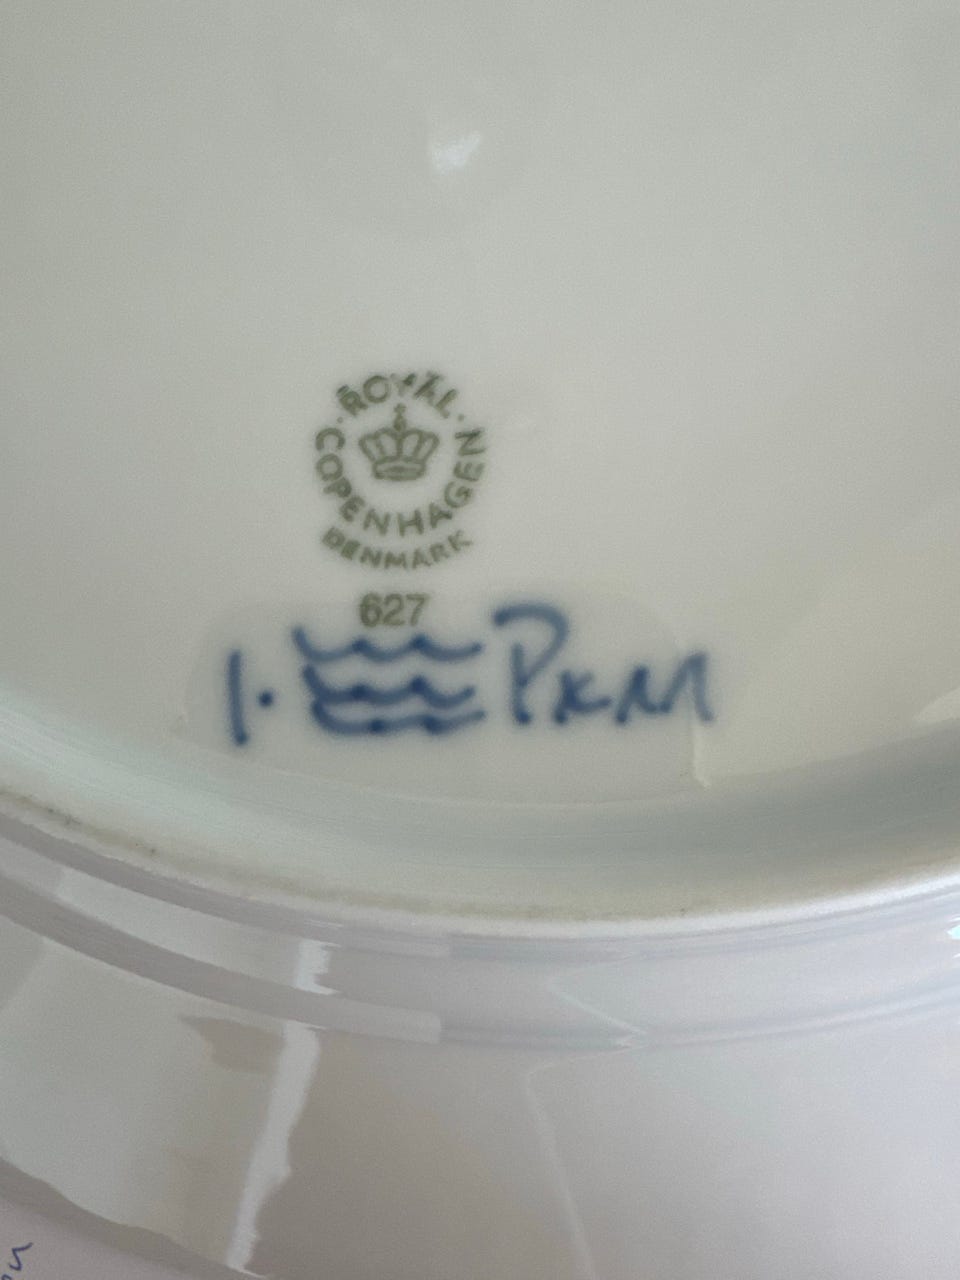 ROYAL
COPENHAGEN
DENMARK
627
1.